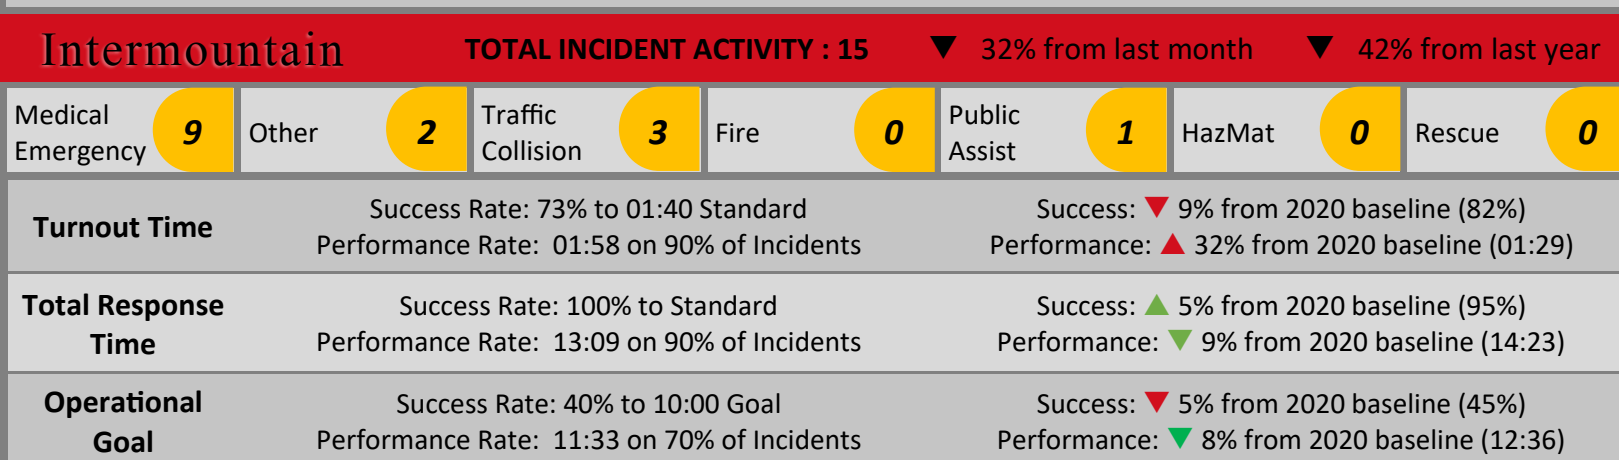 Intermountain TOTAL INCIDENT ACTIVITY : 15 ▼ 32% from last month ▼ 42% from last year
Medical Emergency 9
Other 2
Traffic Collision 3
Fire 0
Public Assist 1
HazMat 0
Rescue 0
Turnout Time
Success Rate: 73% to 01:40 Standard
Performance Rate: 01:58 on 90% of Incidents
Success: ▼ 9% from 2020 baseline (82%)
Performance: ▲ 32% from 2020 baseline (01:29)
Total Response
Time
Success Rate: 100% to Standard
Performance Rate: 13:09 on 90% of Incidents
Success: ▲ 5% from 2020 baseline (95%)
Performance: ▼ 9% from 2020 baseline (14:23)
Operational
Goal
Success Rate: 40% to 10:00 Goal
Performance Rate: 11:33 on 70% of Incidents
Success: ▼ 5% from 2020 baseline (45%)
Performance: ▼ 8% from 2020 baseline (12:36)